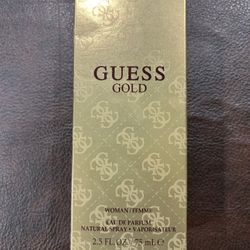 GUESS
GOLD
WOMAN/FEMME
EAU DE PARFUM
NATURAL SPRAY • VAPORISATEUR
2.5 FL.OZ / 75 mL ℮